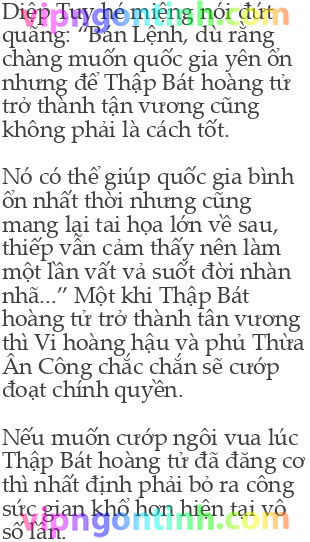 Diệp Tuy hé miệng nói đứt
quãng: “Bán Lệnh, dù rằng
chàng muốn quốc gia yên ổn
nhưng để Thập Bát hoàng tử
trở thành tận vương cũng
không phải là cách tốt.
Nó có thể giúp quốc gia bình
ổn nhất thời nhưng cũng
mang lại tai họa lớn về sau,
thiếp vẫn cảm thấy nên làm
một lần vất vả suốt đời nhàn
nhã...” Một khi Thập Bát
hoàng tử trở thành tân vương
thì Vi hoàng hậu và phủ Thừa
Ân Công chắc chắn sẽ cướp
đoạt chính quyền.
Nếu muốn cướp ngôi vua lúc
Thập Bát hoàng tử đã đăng cơ
thì nhất định phải bỏ ra công
sức gian khổ hơn hiện tại vô
số lần.
vipngontinh.com
vipngontinh.com